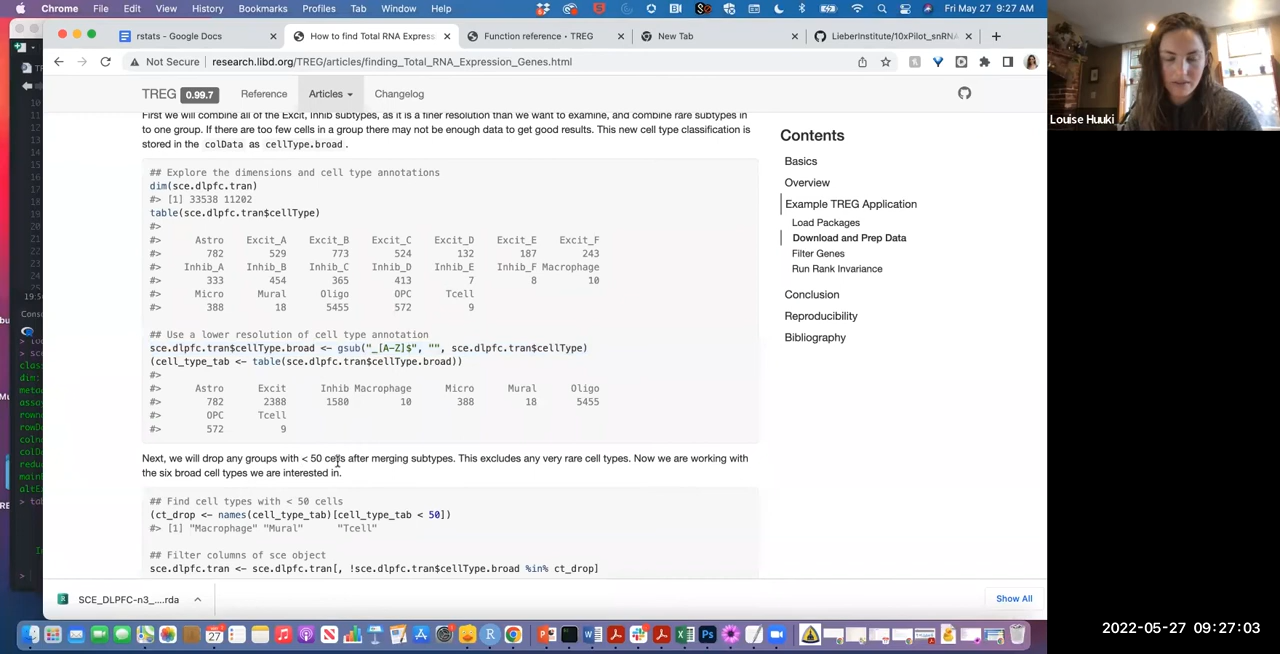 Chrome File Edit View History Bookmarks Profiles Tab Window Help Fri May 27 9:27 AM
rstats - Google Docs × How to find Total RNA Express × Function reference • TREG × New Tab × LieberInstitute/10xPilot_snRNA × +
Not Secure | research.libd.org/TREG/articles/finding_Total_RNA_Expression_Genes.html
TREG 0.99.7 Reference Articles Changelog
First we will combine all of the Excit, Inhib subtypes, as it is a finer resolution than we want to examine, and combine rare subtypes in
to one group. If there are too few cells in a group there may not be enough data to get good results. This new cell type classification is
stored in the colData as cellType.broad .
## Explore the dimensions and cell type annotations
dim(sce.dlpfc.tran)
#> [1] 33538 11202
table(sce.dlpfc.tran$cellType)
#>
#> Astro Excit_A Excit_B Excit_C Excit_D Excit_E Excit_F
#> 782 529 773 524 132 187 243
#> Inhib_A Inhib_B Inhib_C Inhib_D Inhib_E Inhib_F Macrophage
#> 333 454 365 413 7 8 10
#> Micro Mural Oligo OPC Tcell
#> 388 18 5455 572 9
## Use a lower resolution of cell type annotation
sce.dlpfc.tran$cellType.broad <- gsub("_[A-Z]$", "", sce.dlpfc.tran$cellType)
(cell_type_tab <- table(sce.dlpfc.tran$cellType.broad))
#>
#> Astro Excit Inhib Macrophage Micro Mural Oligo
#> 782 2388 1580 10 388 18 5455
#> OPC Tcell
#> 572 9
Next, we will drop any groups with < 50 cells after merging subtypes. This excludes any very rare cell types. Now we are working with
the six broad cell types we are interested in.
## Find cell types with < 50 cells
(ct_drop <- names(cell_type_tab)[cell_type_tab < 50])
#> [1] "Macrophage" "Mural" "Tcell"
## Filter columns of sce object
sce.dlpfc.tran <- sce.dlpfc.tran[, !sce.dlpfc.tran$cellType.broad %in% ct_drop]
Contents
Basics
Overview
Example TREG Application
Load Packages
Download and Prep Data
Filter Genes
Run Rank Invariance
Conclusion
Reproducibility
Bibliography
SCE_DLPFC-n3_....rda
Show All
Louise Huuki
2022-05-27 09:27:03